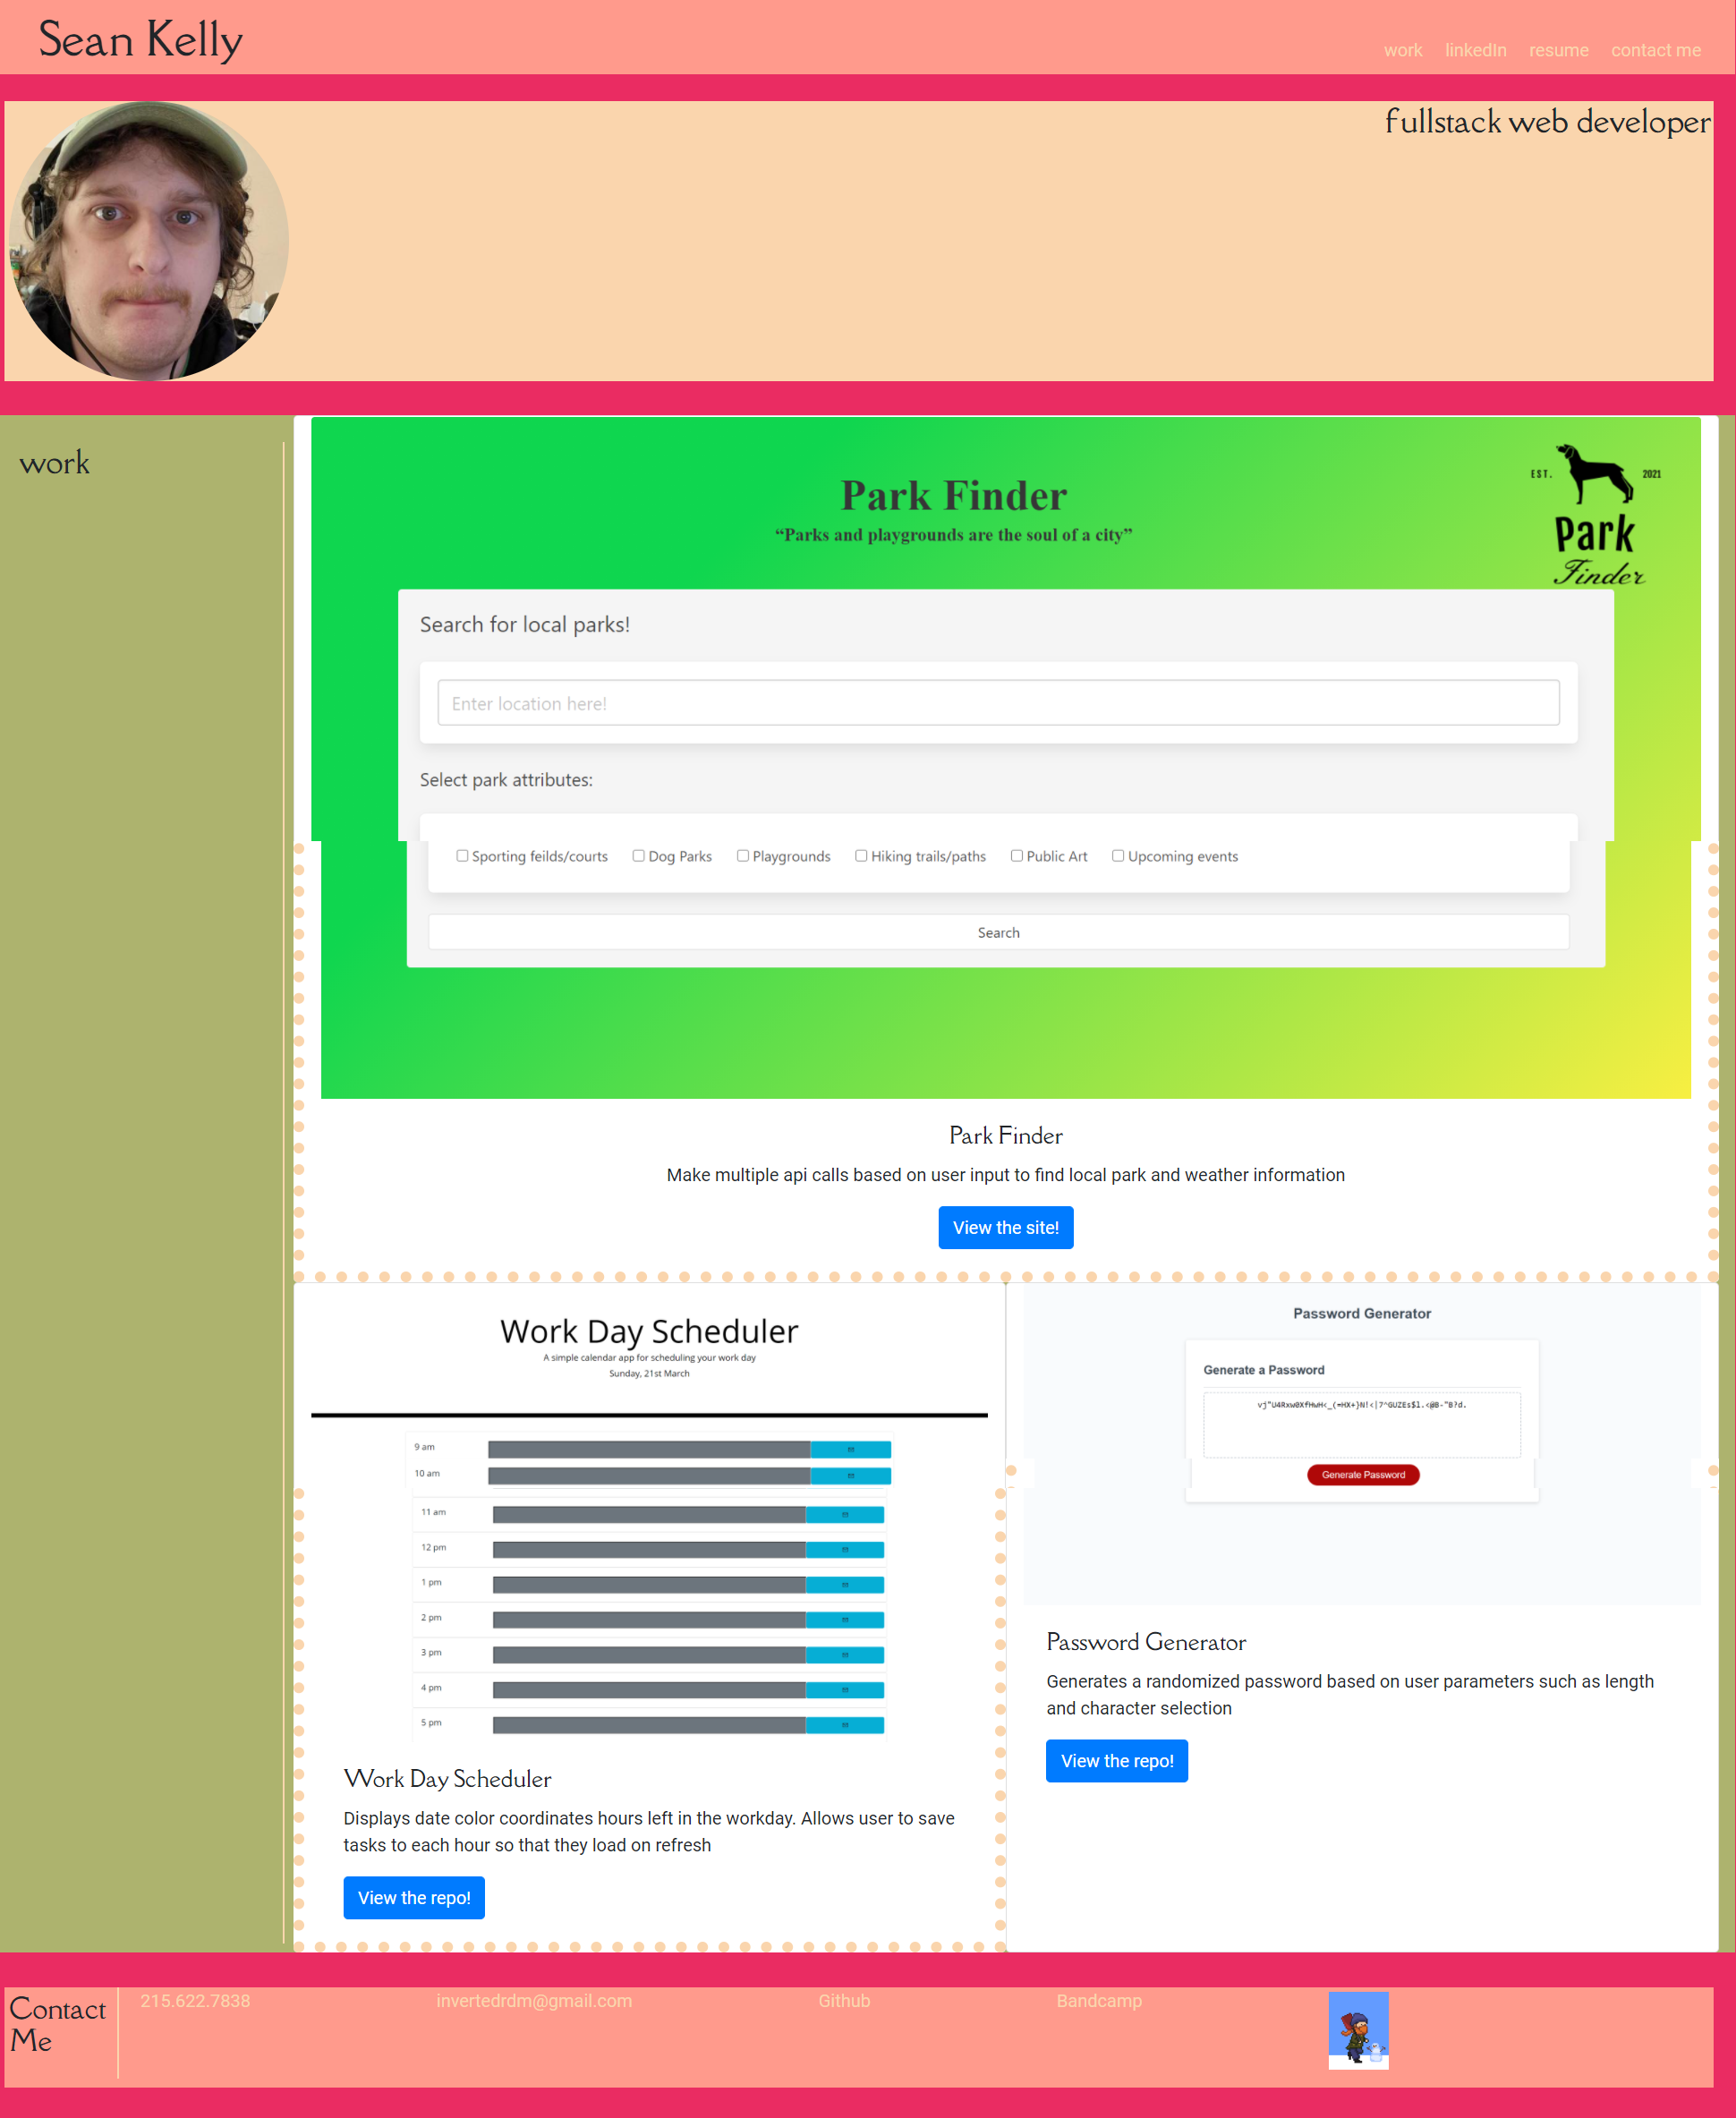 Sean Kelly
work linkedIn resume contact me
fullstack web developer
work
Park Finder
“Parks and playgrounds are the soul of a city”
EST. 2021
Park
Finder
Search for local parks!
Enter location here!
Select park attributes:
Sporting feilds/courts Dog Parks Playgrounds Hiking trails/paths Public Art Upcoming events
Search
Park Finder
Make multiple api calls based on user input to find local park and weather information
View the site!
Work Day Scheduler
A simple calendar app for scheduling your work day
Sunday, 21st March
9 am
10 am
11 am
12 pm
1 pm
2 pm
3 pm
4 pm
5 pm
Work Day Scheduler
Displays date color coordinates hours left in the workday. Allows user to save
tasks to each hour so that they load on refresh
View the repo!
Password Generator
Generate a Password
Generate Password
Password Generator
Generates a randomized password based on user parameters such as length
and character selection
View the repo!
Contact
Me
215.622.7838 invertedrdm@gmail.com Github Bandcamp